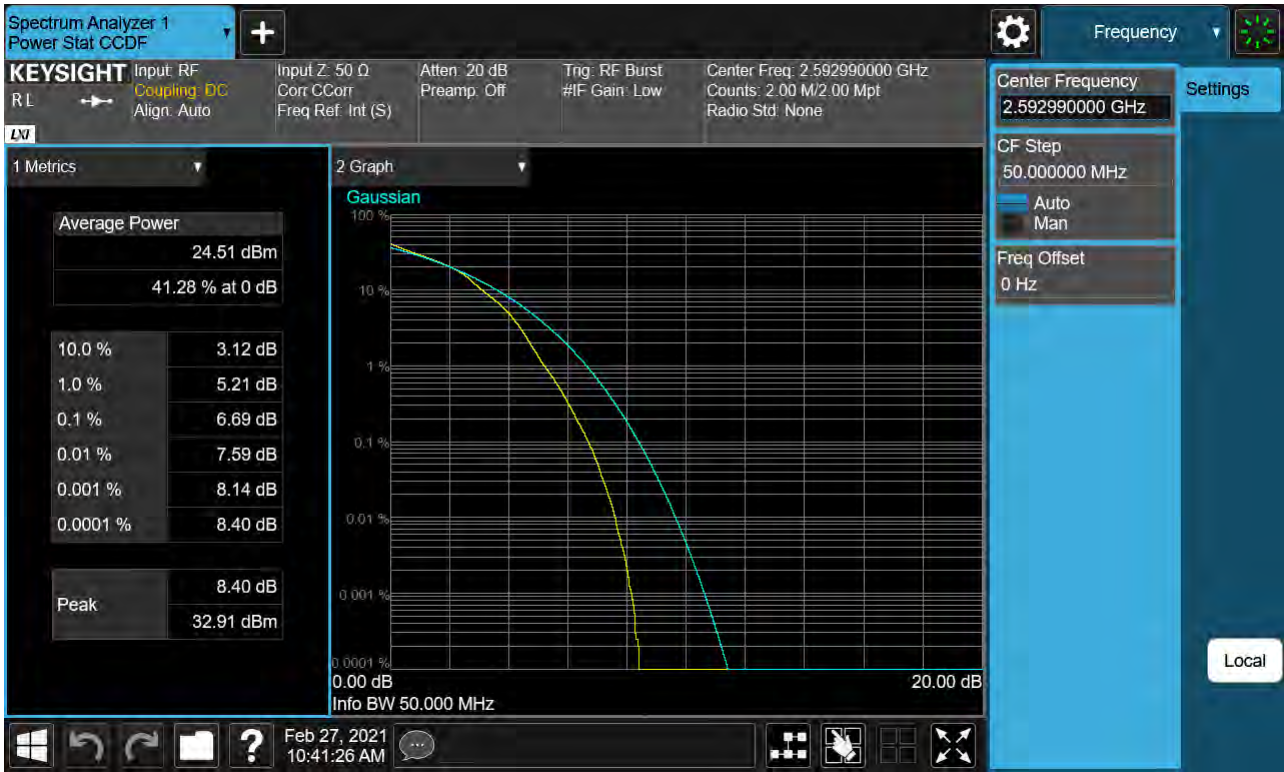 Spectrum Analyzer 1
Power Stat CCDF
+
Frequency
KEYSIGHT
RL
LXI
Input: RF
Coupling: DC
Align: Auto
Input Z: 50 Ω
Corr CCorr
Freq Ref: Int (S)
Atten: 20 dB
Preamp: Off
Trig: RF Burst
#IF Gain: Low
Center Freq: 2.592990000 GHz
Counts: 2.00 M/2.00 Mpt
Radio Std: None
Center Frequency
2.592990000 GHz
Settings
CF Step
50.000000 MHz
Auto
Man
Freq Offset
0 Hz
Local
1 Metrics
Average Power
24.51 dBm
41.28 % at 0 dB
10.0 % 3.12 dB
1.0 % 5.21 dB
0.1 % 6.69 dB
0.01 % 7.59 dB
0.001 % 8.14 dB
0.0001 % 8.40 dB
Peak 8.40 dB
32.91 dBm
2 Graph
Gaussian
100 %
10 %
1 %
0.1 %
0.01 %
0.001 %
0.0001 %
0.00 dB 20.00 dB
Info BW 50.000 MHz
?
Feb 27, 2021
10:41:26 AM